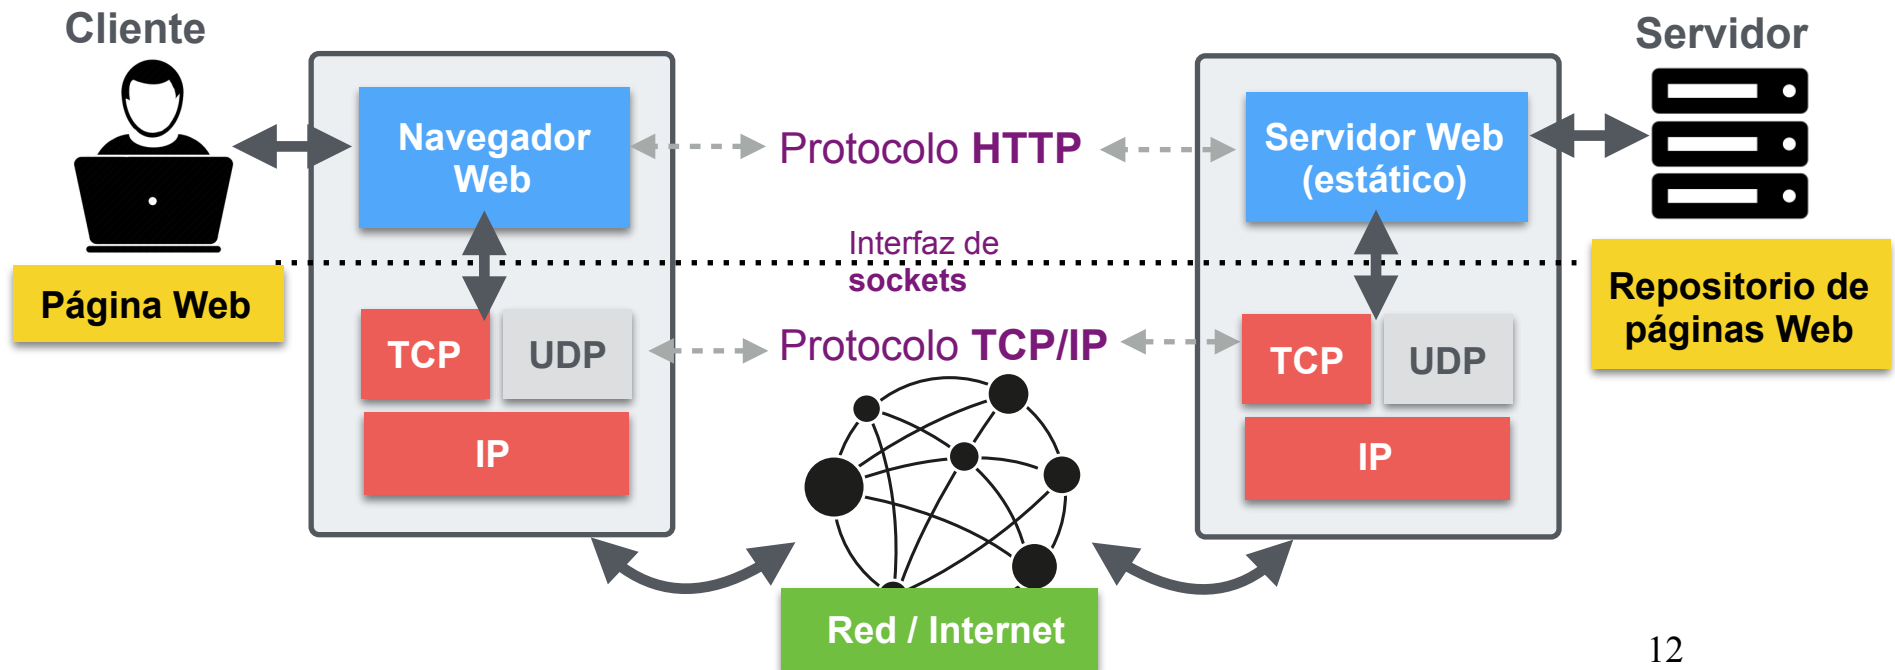 Cliente
Servidor
Navegador
Web
Protocolo HTTP
Servidor Web
(estático)
Interfaz de
sockets
Página Web
Repositorio de
páginas Web
TCP
UDP
Protocolo TCP/IP
TCP
UDP
IP
IP
Red / Internet
12